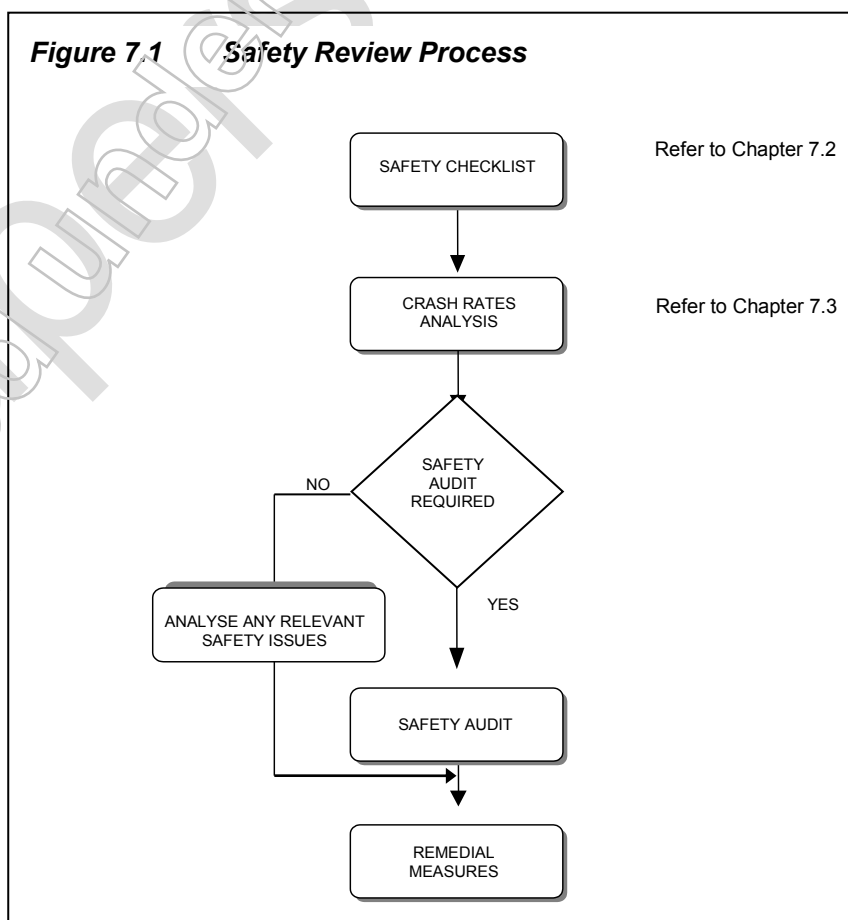 Figure 7.1 Safety Review Process
SAFETY CHECKLIST
Refer to Chapter 7.2
CRASH RATES
ANALYSIS
Refer to Chapter 7.3
SAFETY
AUDIT
REQUIRED
NO
YES
ANALYSE ANY RELEVANT
SAFETY ISSUES
SAFETY AUDIT
REMEDIAL
MEASURES